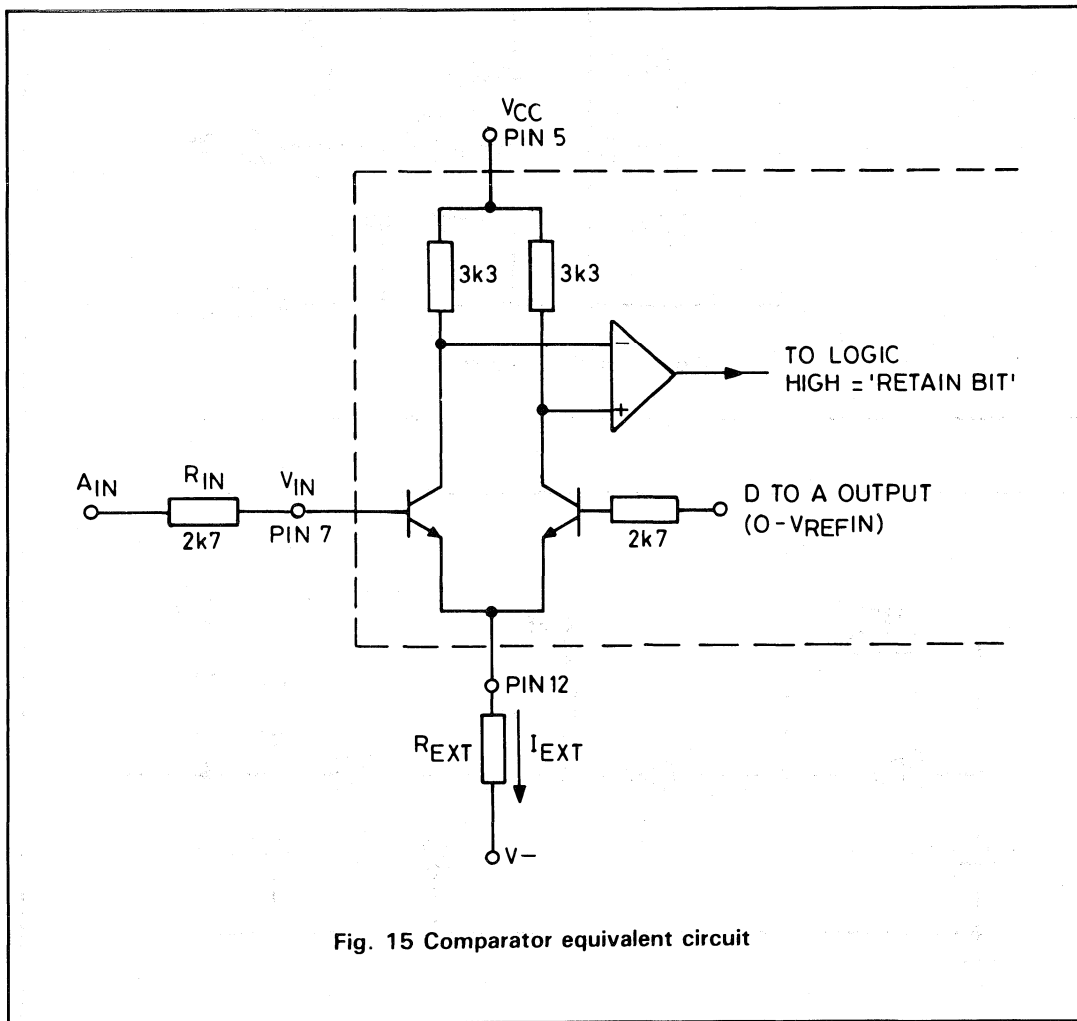 VCC
PIN 5
3k3
3k3
−
+
TO LOGIC
HIGH = 'RETAIN BIT'
AIN
RIN
2k7
VIN
PIN 7
2k7
D TO A OUTPUT
(O-VREFIN)
PIN 12
REXT
IEXT
V−
Fig. 15 Comparator equivalent circuit